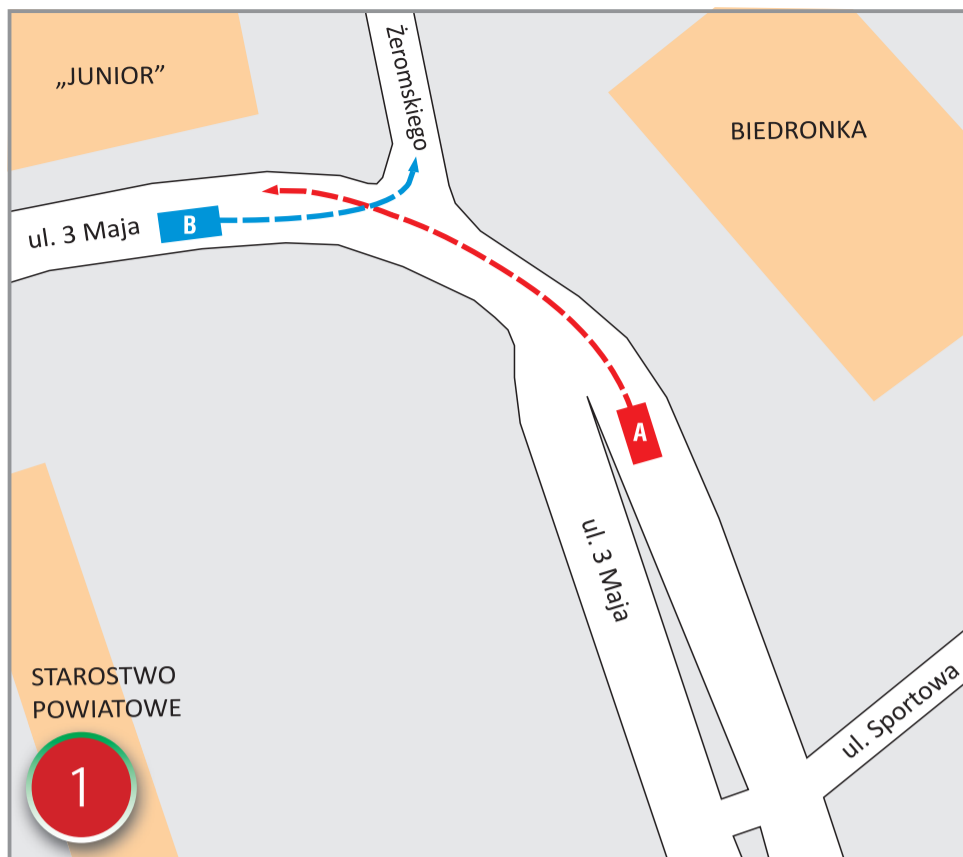 „JUNIOR”
Żeromskiego
BIEDRONKA
ul. 3 Maja
B
A
ul. 3 Maja
ul. Sportowa
STAROSTWO
POWIATOWE
1